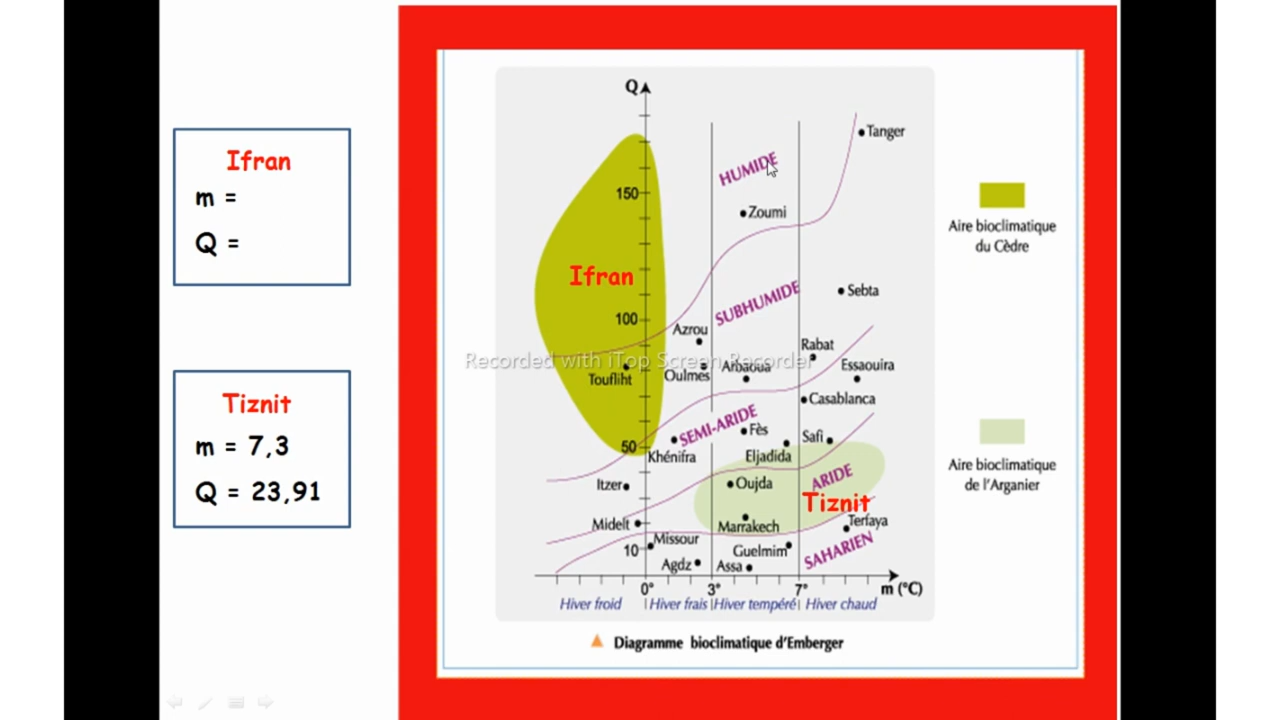 Ifran
m =
Q =
Tiznit
m = 7,3
Q = 23,91
Q
Tanger
HUMIDE
150
Zoumi
Ifran
SUBHUMIDE
Sebta
100
Azrou
Rabat
Recorded with iTop Screen Recorder
Toufliht
Oulmes
Arbaoua
Essaouira
Casablanca
SEMI-ARIDE
Fès
Safi
50
Khénifra
Eljadida
ARIDE
Itzer
Oujda
Tiznit
Midelt
Marrakech
Terfaya
Missour
10
Guelmim
SAHARIEN
Agdz
Assa
0° 3° 7° m (°C)
Hiver froid Hiver frais Hiver tempéré Hiver chaud
Diagramme bioclimatique d'Emberger
Aire bioclimatique
du Cèdre
Aire bioclimatique
de l'Arganier